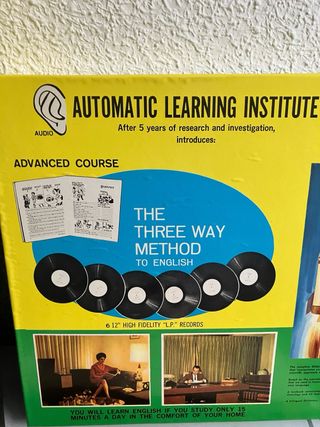 AUDIO
AUTOMATIC LEARNING INSTITUTE
After 5 years of research and investigation,
introduces:
ADVANCED COURSE
THE
THREE WAY
METHOD
TO ENGLISH
6 12" HIGH FIDELITY "L.P." RECORDS
YOU WILL LEARN ENGLISH IF YOU STUDY ONLY 15
MINUTES A DAY IN THE COMFORT OF YOUR HOME